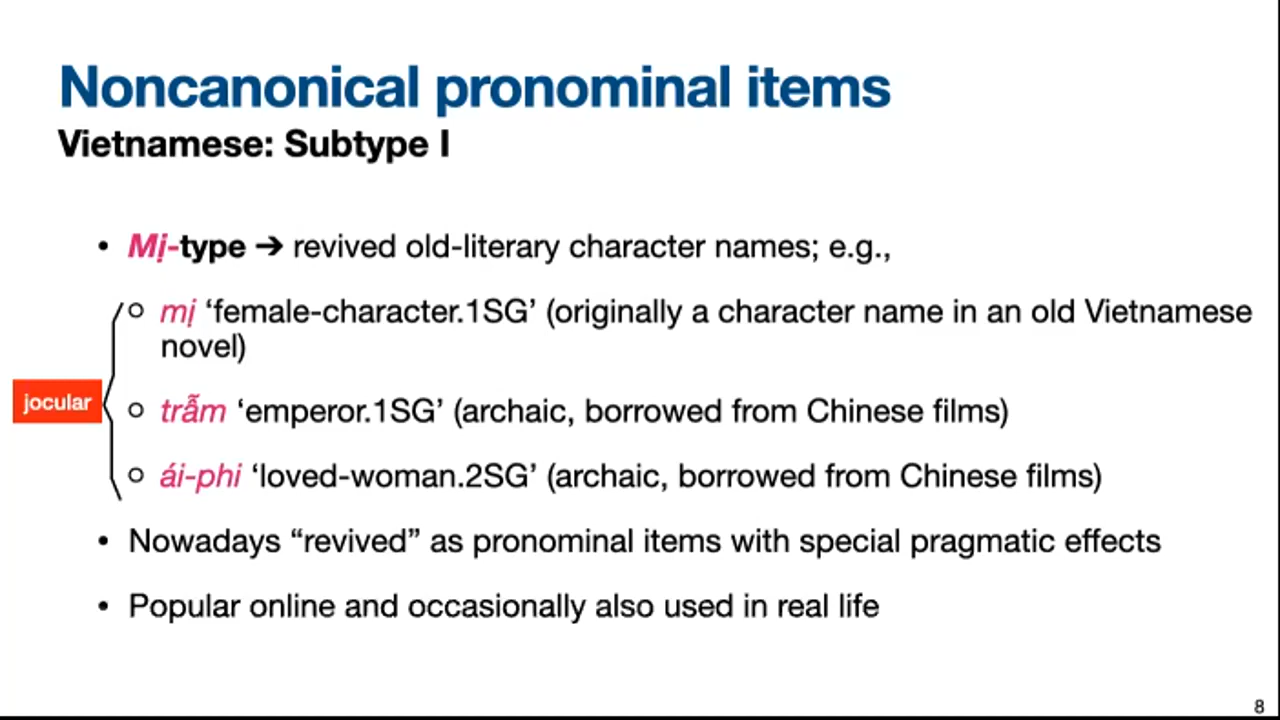 Noncanonical pronominal items
Vietnamese: Subtype I
• Mị-type ➔ revived old-literary character names; e.g.,
jocular
○ mị ‘female-character.1SG’ (originally a character name in an old Vietnamese
novel)
○ trẫm ‘emperor.1SG’ (archaic, borrowed from Chinese films)
○ ái-phi ‘loved-woman.2SG’ (archaic, borrowed from Chinese films)
• Nowadays “revived” as pronominal items with special pragmatic effects
• Popular online and occasionally also used in real life
8